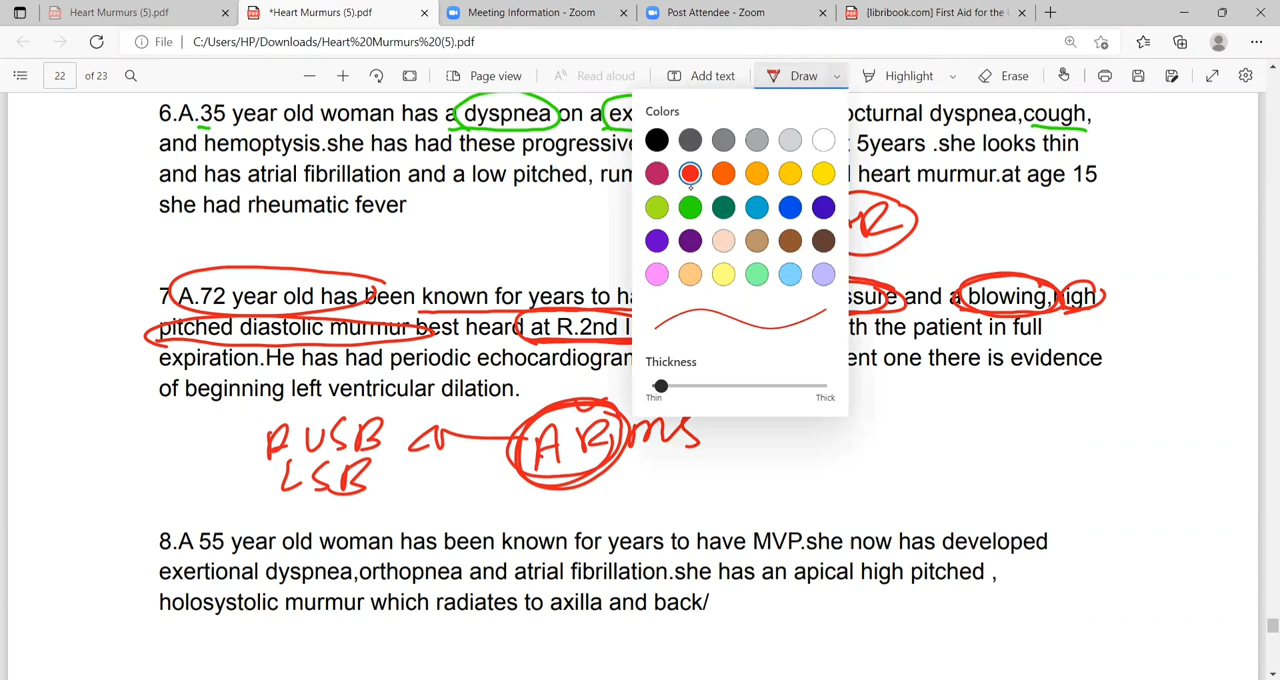 Heart Murmurs (5).pdf
*Heart Murmurs (5).pdf
Meeting Information - Zoom
Post Attendee - Zoom
[libribook.com] First Aid for the
File
C:/Users/HP/Downloads/Heart%20Murmurs%20(5).pdf
22 of 23
Page view
Read aloud
Add text
Draw
Highlight
Erase
Colors
Thickness
Thin
Thick
6.A.35 year old woman has a dyspnea on a ex octurnal dyspnea,cough,
and hemoptysis.she has had these progressive 5years .she looks thin
and has atrial fibrillation and a low pitched, rum heart murmur.at age 15
she had rheumatic fever
7.A.72 year old has been known for years to ha ssure and a blowing,high
pitched diastolic murmur best heard at R.2nd I th the patient in full
expiration.He has had periodic echocardiogram ent one there is evidence
of beginning left ventricular dilation.
R USB AR, ms
LSB
8.A 55 year old woman has been known for years to have MVP.she now has developed
exertional dyspnea,orthopnea and atrial fibrillation.she has an apical high pitched ,
holosystolic murmur which radiates to axilla and back/